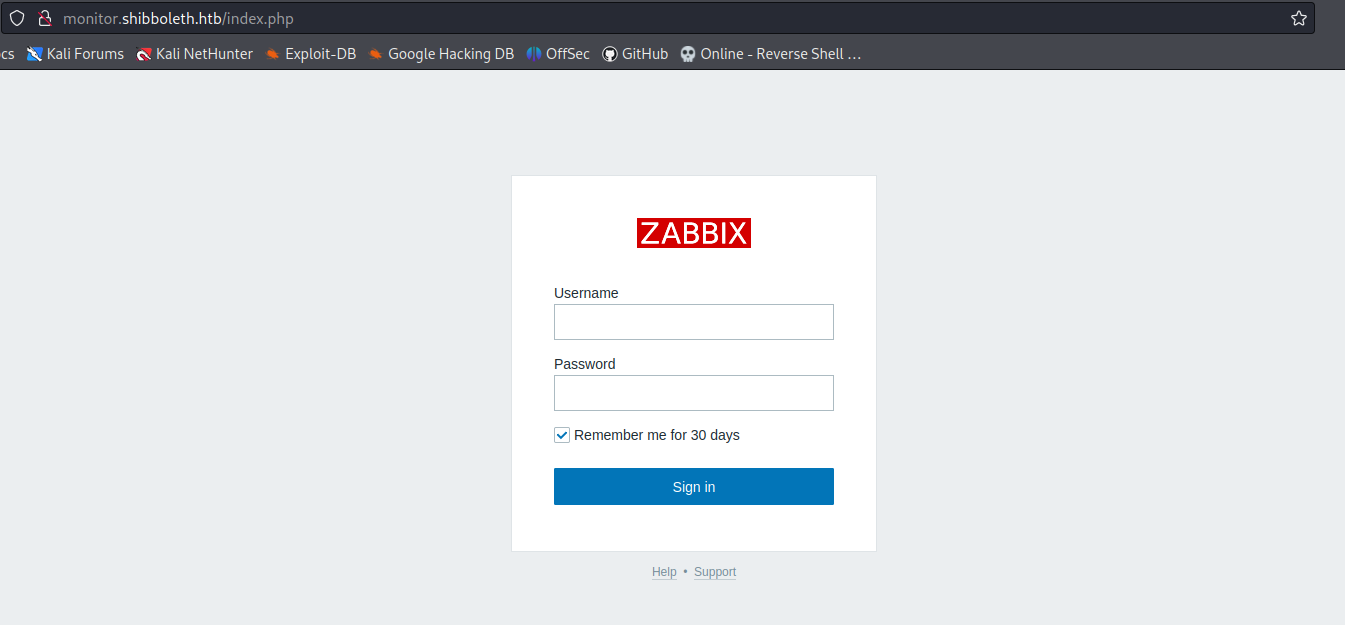 monitor.shibboleth.htb/index.php
cs Kali Forums Kali NetHunter Exploit-DB Google Hacking DB OffSec GitHub Online - Reverse Shell …
ZABBIX
Username
Password
Remember me for 30 days
Sign in
Help • Support